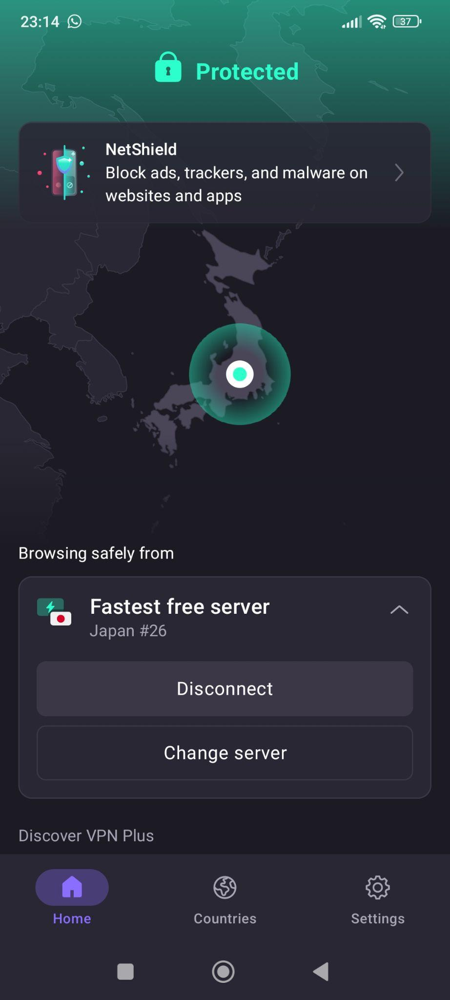 23:14
37
Protected
NetShield
Block ads, trackers, and malware on
websites and apps
Browsing safely from
Fastest free server
Japan #26
Disconnect
Change server
Discover VPN Plus
Home
Countries
Settings